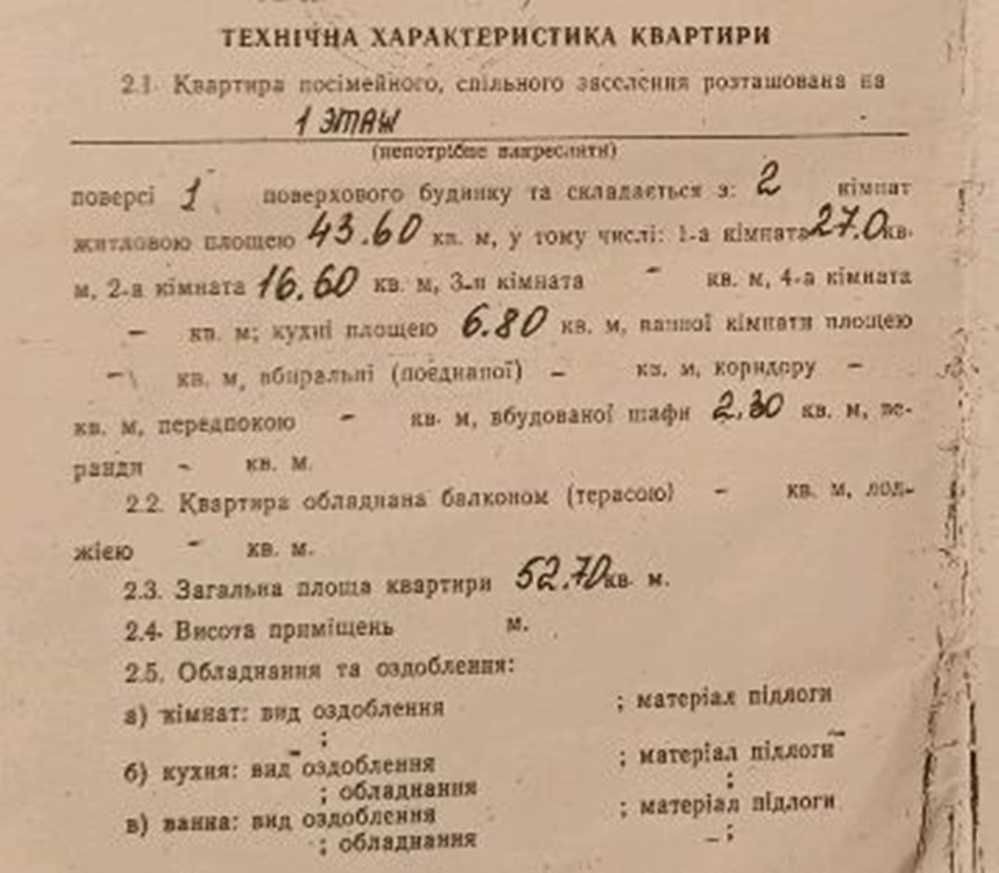 ТЕХНІЧНА ХАРАКТЕРИСТИКА КВАРТИРИ
2.1. Квартира посімейного, спільного заселення розташована на
1 ЭТАЖ
(непотрібне викреслити)
поверсі 1 поверхового будинку та складається з: 2 кімнат
житловою площею 43.60 кв. м, у тому числі: 1-а кімната 27.0 кв.
м, 2-а кімната 16.60 кв. м, 3-я кімната - кв. м, 4-а кімната
- кв. м; кухні площею 6.80 кв. м, ванної кімнати площею
- кв. м, вбиральні (поєднаної) - кв. м, коридору -
кв. м, передпокою - кв. м, вбудованої шафи 2.30 кв. м, ве-
ранди - кв. м.
2.2. Квартира обладнана балконом (терасою) - кв. м, лод-
жією - кв. м.
2.3. Загальна площа квартири 52.70 кв. м.
2.4. Висота приміщень м.
2.5. Обладнання та оздоблення:
а) кімнат: вид оздоблення ; матеріал підлоги
;
б) кухня: вид оздоблення ; матеріал підлоги
; обладнання ;
в) ванна: вид оздоблення ; матеріал підлоги
; обладнання - ;